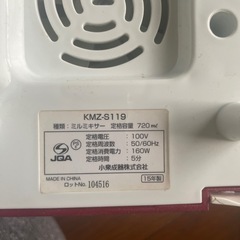 KMZ-S119
種類：ミルミキサー 定格容量 720ml
定格電圧：100V
定格周波数：50/60Hz
定格消費電力：160W
定格時間：5分
小泉成器株式会社
JQA
MADE IN CHINA
15年製
ロットNo. 104516